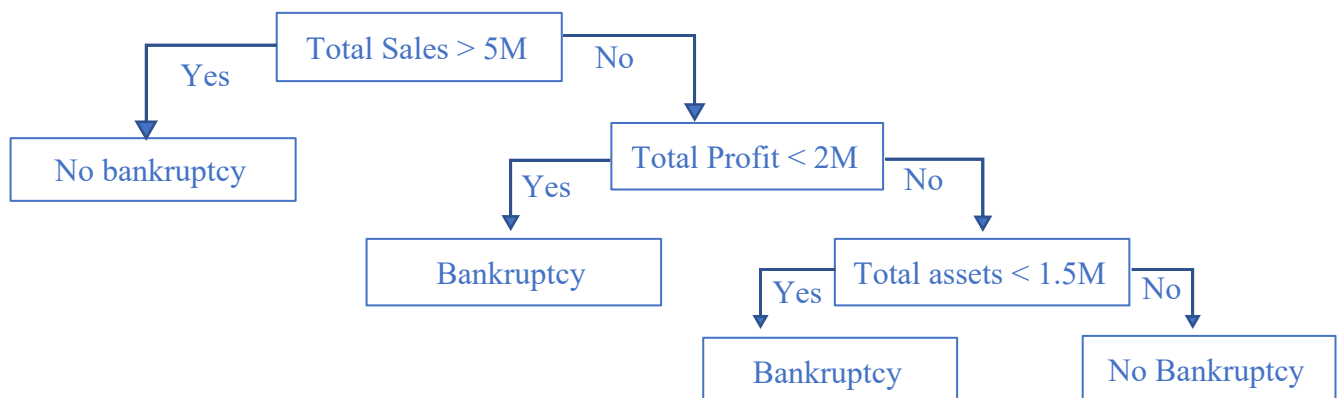 Total Sales > 5M
Yes
No
No bankruptcy
Total Profit < 2M
Yes
No
Bankruptcy
Total assets < 1.5M
Yes
No
Bankruptcy
No Bankruptcy